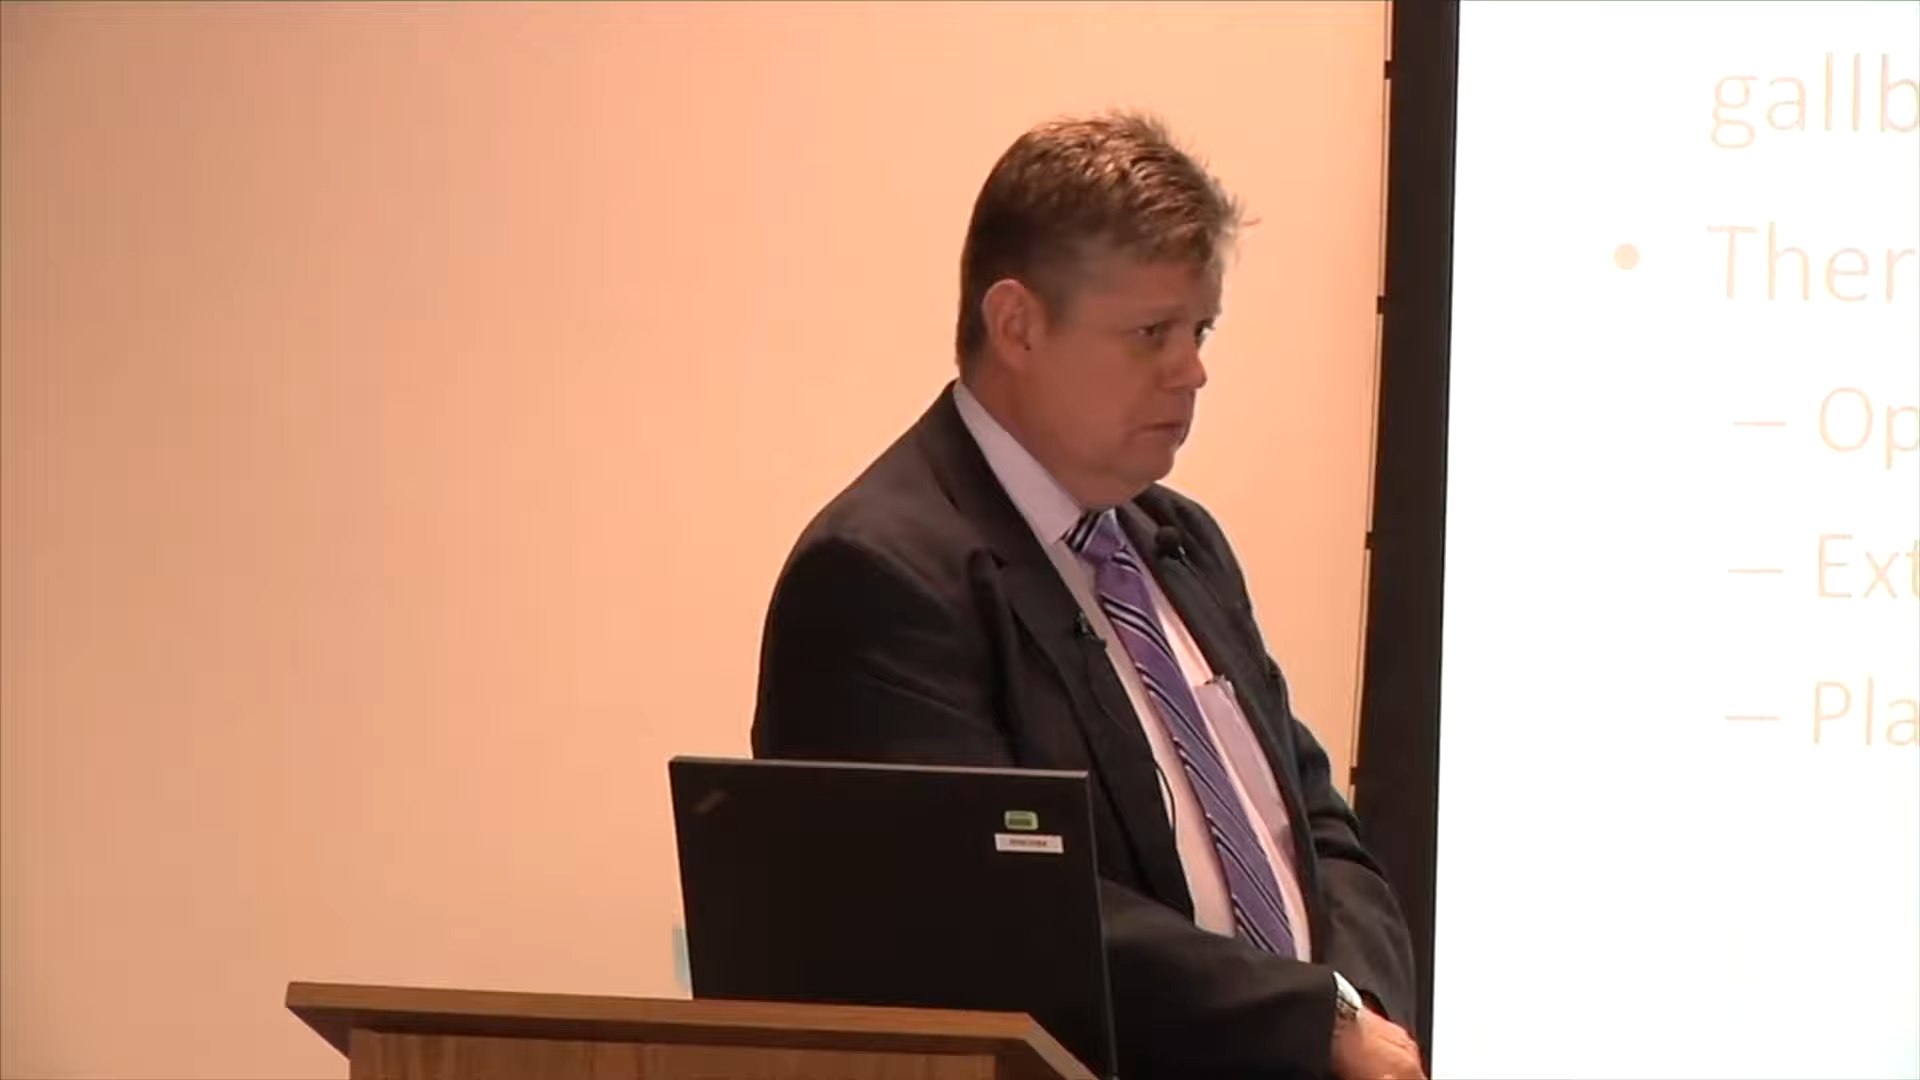 gallb
• Ther
– Op
– Ext
– Pla